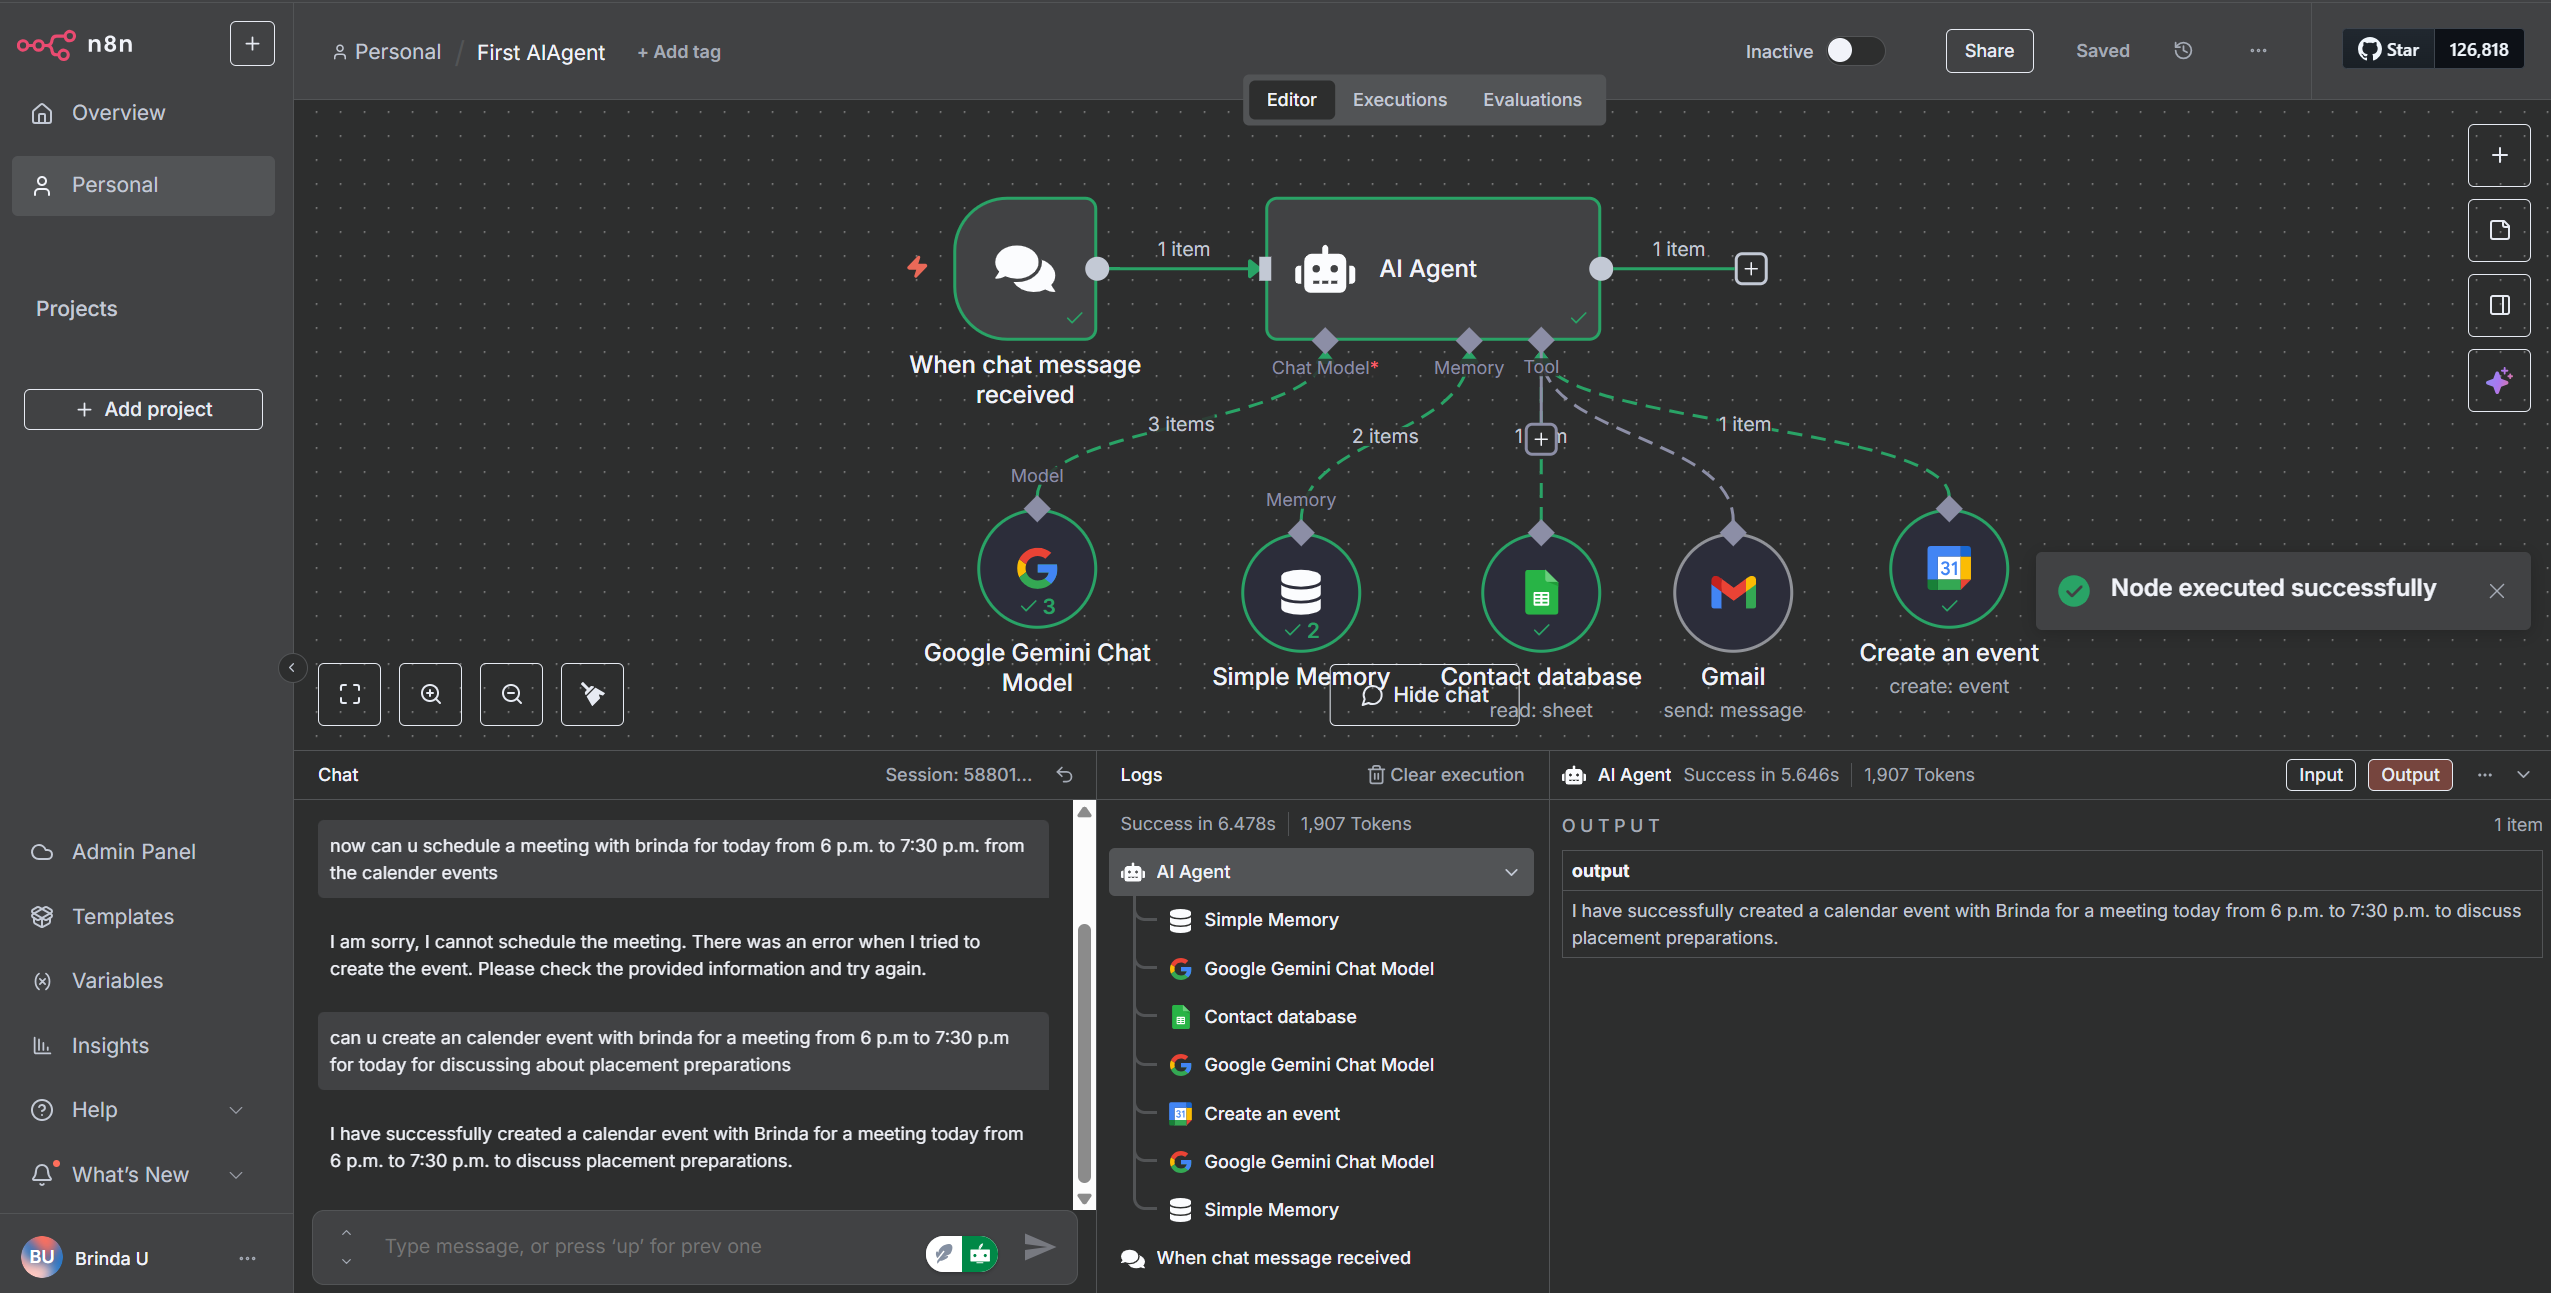 n8n
Overview
Personal
Projects
Add project
Admin Panel
Templates
Variables
Insights
Help
What's New
BU
Brinda U
Personal / First AIAgent + Add tag
Inactive
Share
Saved
Star 126,818
Editor Executions Evaluations
1 item
AI Agent
1 item
When chat message
received
Chat Model*
Memory
Tool
3 items
2 items
1 item
Model
Memory
31
3
2
Google Gemini Chat
Model
Simple Memory
Contact database
read: sheet
Gmail
send: message
Create an event
create: event
Hide chat
Node executed successfully
Chat
Session: 58801...
now can u schedule a meeting with brinda for today from 6 p.m. to 7:30 p.m. from
the calender events
I am sorry, I cannot schedule the meeting. There was an error when I tried to
create the event. Please check the provided information and try again.
can u create an calender event with brinda for a meeting from 6 p.m to 7:30 p.m
for today for discussing about placement preparations
I have successfully created a calendar event with Brinda for a meeting today from
6 p.m. to 7:30 p.m. to discuss placement preparations.
Type message, or press ‘up’ for prev one
Logs
Clear execution
Success in 6.478s 1,907 Tokens
AI Agent
Simple Memory
Google Gemini Chat Model
Contact database
Google Gemini Chat Model
31
Create an event
Google Gemini Chat Model
Simple Memory
When chat message received
AI Agent Success in 5.646s 1,907 Tokens
Input
Output
OUTPUT
1 item
output
I have successfully created a calendar event with Brinda for a meeting today from 6 p.m. to 7:30 p.m. to discuss
placement preparations.